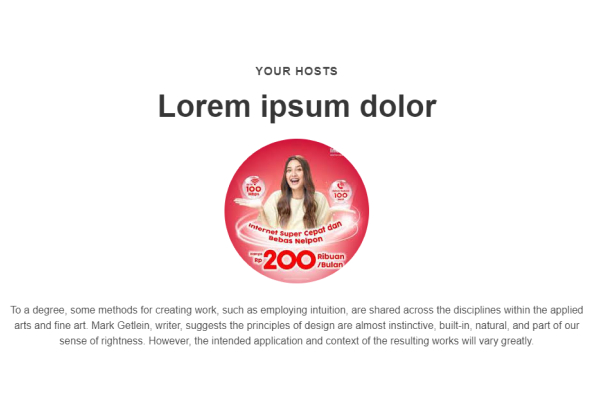 YOUR HOSTS
Lorem ipsum dolor
100
Mbps
100
Internet Super Cepat dan
Bebas Nelpon
Rp 200 Ribuan
/Bulan
To a degree, some methods for creating work, such as employing intuition, are shared across the disciplines within the applied
arts and fine art. Mark Getlein, writer, suggests the principles of design are almost instinctive, built-in, natural, and part of our
sense of rightness. However, the intended application and context of the resulting works will vary greatly.